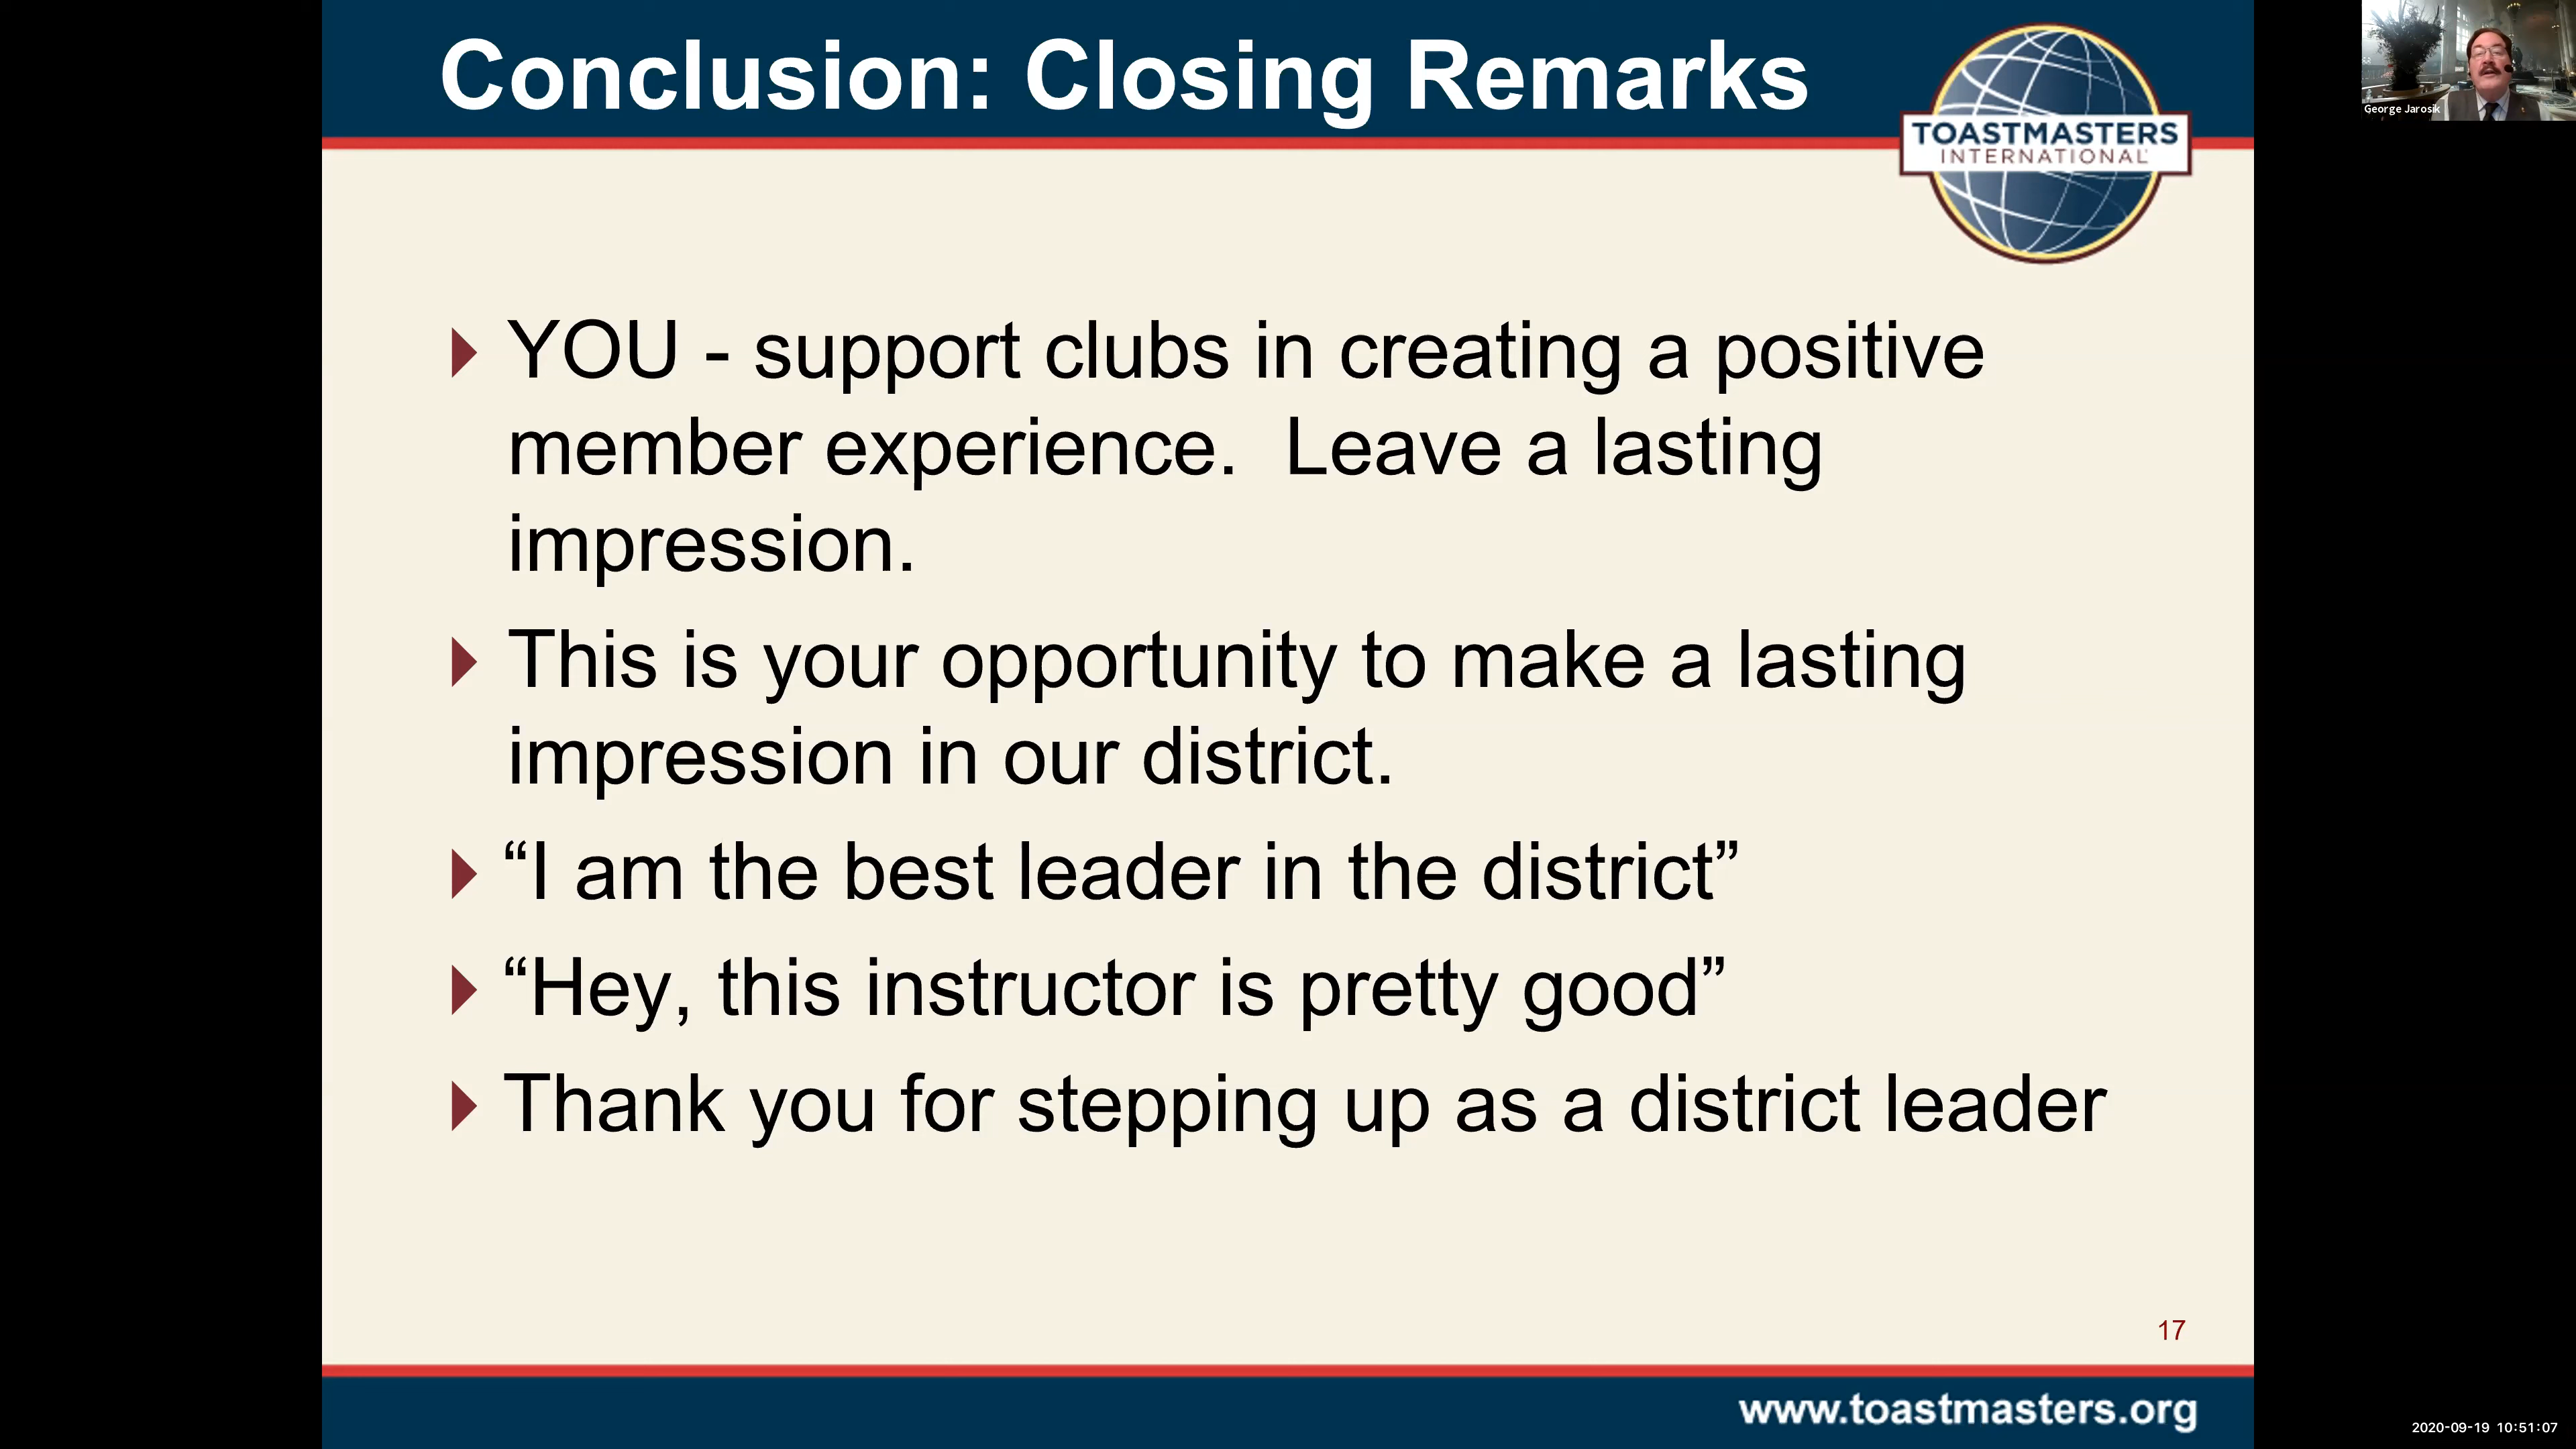 Conclusion: Closing Remarks
TOASTMASTERS
INTERNATIONAL
George Jarosik
YOU - support clubs in creating a positive
member experience.  Leave a lasting
impression.
This is your opportunity to make a lasting
impression in our district.
“I am the best leader in the district”
“Hey, this instructor is pretty good”
Thank you for stepping up as a district leader
17
www.toastmasters.org
2020-09-19 10:51:07